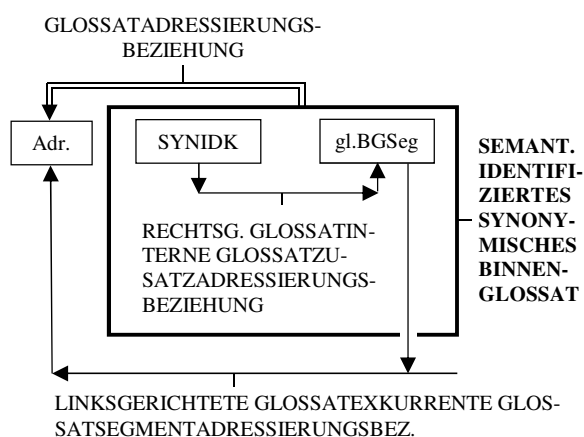 GLOSSATADRESSIERUNGS-
BEZIEHUNG
Adr.
SYNIDK
gl.BGSeg
RECHTSG. GLOSSATIN-
TERNE GLOSSATZU-
SATZADRESSIERUNGS-
BEZIEHUNG
SEMANT.
IDENTIFI-
ZIERTES
SYNONY-
MISCHES
BINNEN-
GLOSSAT
LINKSGERICHTETE GLOSSATEXKURRENTE GLOS-
SATSEGMENTADRESSIERUNGSBEZ.